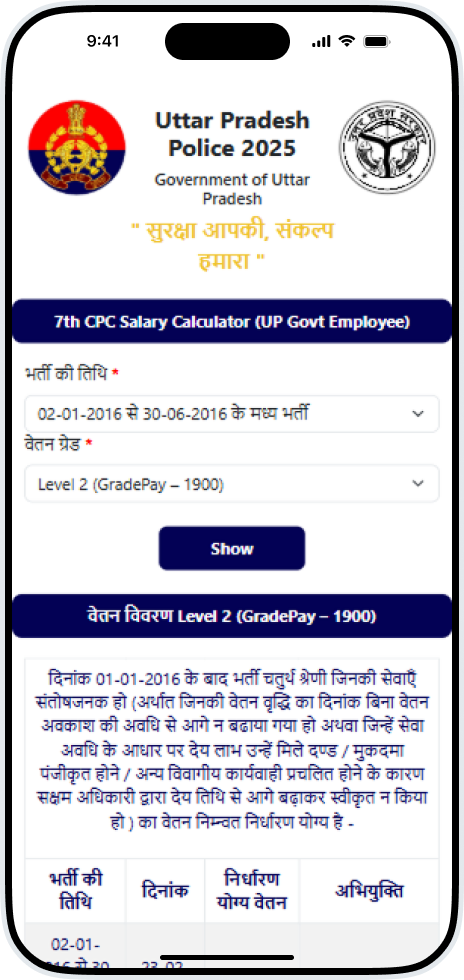 9:41
Uttar Pradesh
Police 2025
Government of Uttar
Pradesh
" सुरक्षा आपकी, संकल्प
हमारा "
7th CPC Salary Calculator (UP Govt Employee)
भर्ती की तिथि *
02-01-2016 से 30-06-2016 के मध्य भर्ती
वेतन ग्रेड *
Level 2 (GradePay – 1900)
Show
वेतन विवरण Level 2 (GradePay – 1900)
दिनांक 01-01-2016 के बाद भर्ती चतुर्थ श्रेणी जिनकी सेवाएँ
संतोषजनक हो (अर्थात जिनकी वेतन वृद्धि का दिनांक बिना वेतन
अवकाश की अवधि से आगे न बढाया गया हो अथवा जिन्हें सेवा
अवधि के आधार पर देय लाभ उन्हें मिले दण्ड / मुकदमा
पंजीकृत होने / अन्य विवागीय कार्यवाही प्रचलित होने के कारण
सक्षम अधिकारी द्वारा देय तिथि से आगे बढ़ाकर स्वीकृत न किया
हो ) का वेतन निम्नवत निर्धारण योग्य है -
भर्ती की तिथि
दिनांक
निर्धारण योग्य वेतन
अभियुक्ति
02-01-